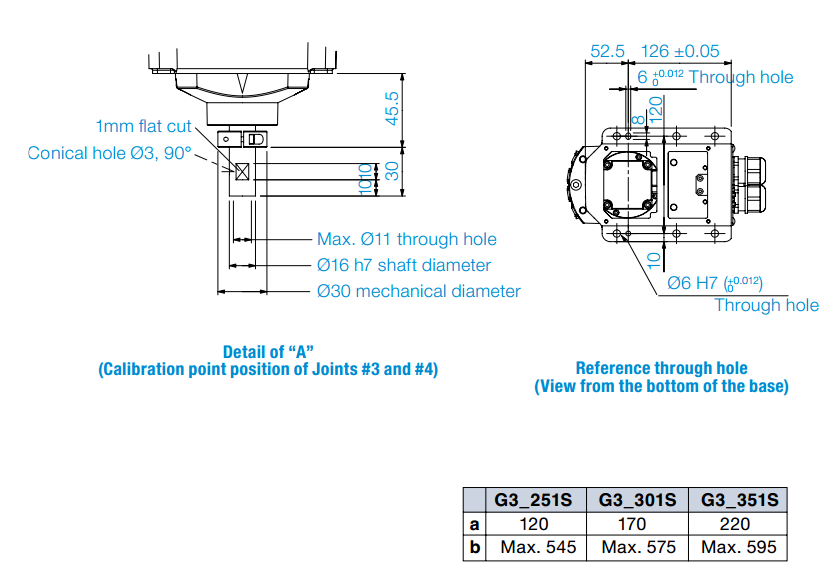 52.5 126 ±0.05
6 +0.012 0 Through hole
8
120
45.5
1mm flat cut
Conical hole Ø3, 90°
30
10
10
Max. Ø11 through hole
Ø16 h7 shaft diameter
Ø30 mechanical diameter
10
Ø6 H7 (+0.012 0)
Through hole
Detail of “A”
(Calibration point position of Joints #3 and #4)
Reference through hole
(View from the bottom of the base)
G3_251S G3_301S G3_351S
a 120 170 220
b Max. 545 Max. 575 Max. 595